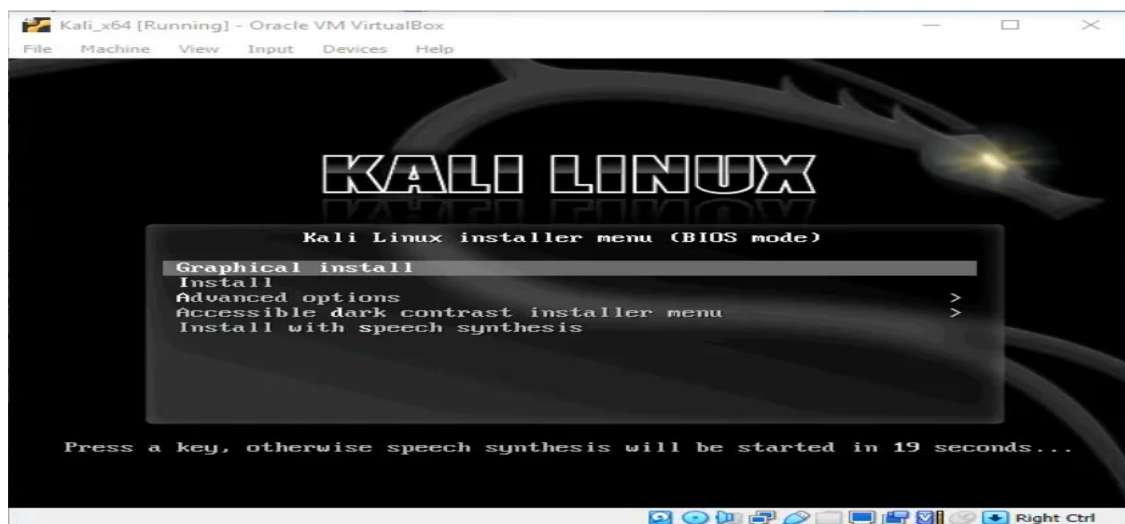 Kali_x64 [Running] - Oracle VM VirtualBox
File Machine View Input Devices Help
KALI LINUX
Kali Linux installer menu (BIOS mode)
Graphical install
Install
Advanced options >
Accessible dark contrast installer menu >
Install with speech synthesis
Press a key, otherwise speech synthesis will be started in 19 seconds...
Right Ctrl